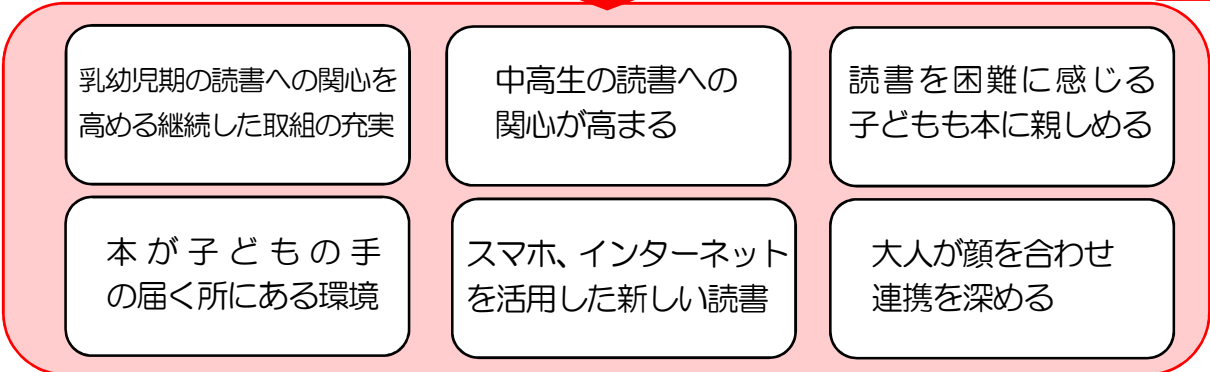 乳幼児期の読書への関心を
高める継続した取組の充実
中高生の読書への
関心が高まる
読書を困難に感じる
子どもも本に親しめる
本が子どもの手
の届く所にある環境
スマホ、インターネット
を活用した新しい読書
大人が顔を合わせ
連携を深める